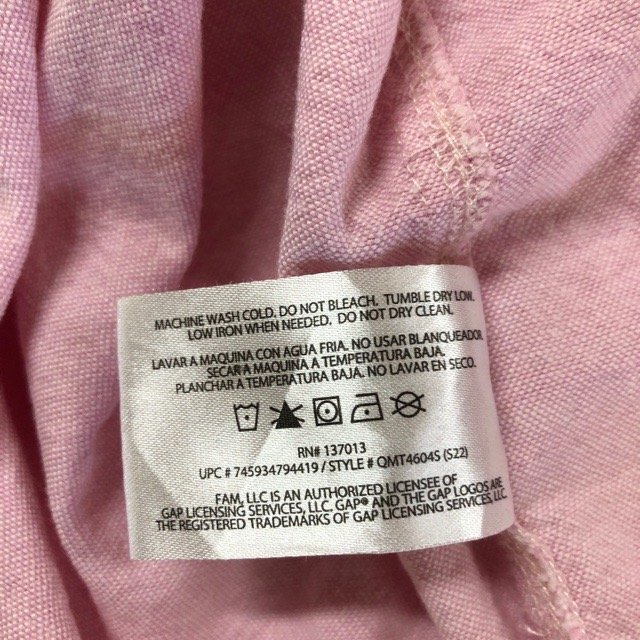 MACHINE WASH COLD. DO NOT BLEACH. TUMBLE DRY LOW.
LOW IRON WHEN NEEDED. DO NOT DRY CLEAN.
LAVAR A MAQUINA CON AGUA FRIA. NO USAR BLANQUEADOR.
SECAR A MAQUINA A TEMPERATURA BAJA.
PLANCHAR A TEMPERATURA BAJA. NO LAVAR EN SECO.
RN# 137013
UPC # 745934794419 / STYLE # QMT4604S (S22)
FAM, LLC IS AN AUTHORIZED LICENSEE OF
GAP LICENSING SERVICES, LLC. GAP® AND THE GAP LOGOS ARE
THE REGISTERED TRADEMARKS OF GAP LICENSING SERVICES, LLC.